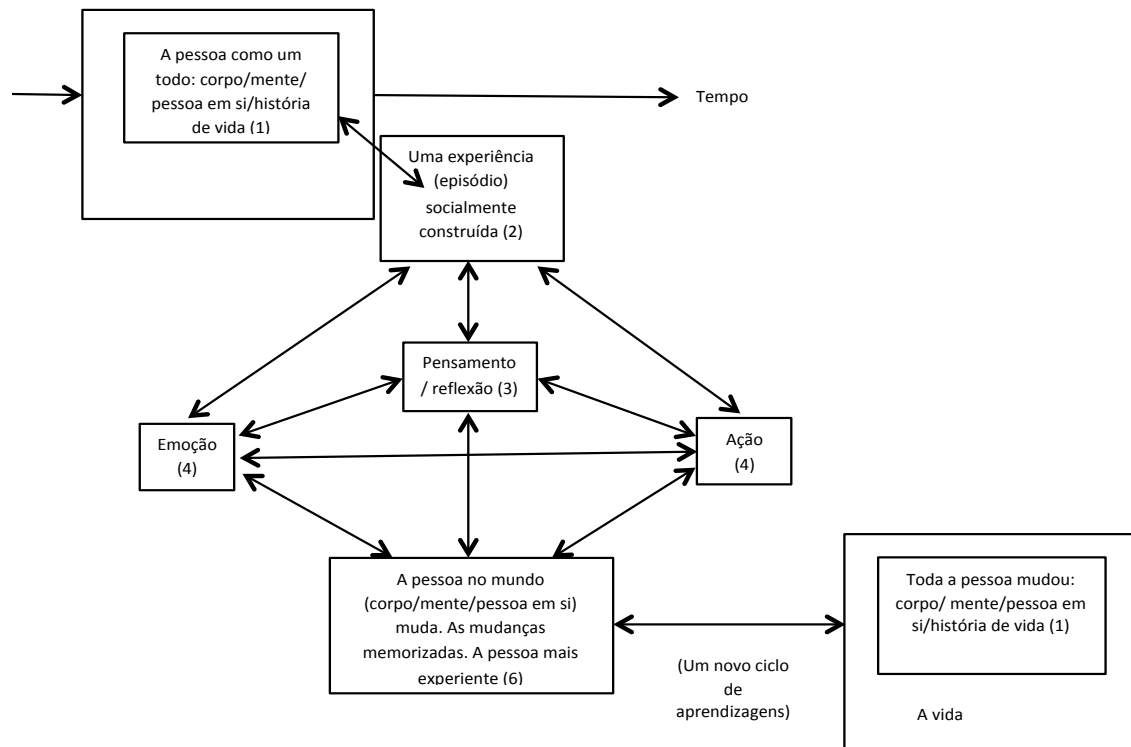 A pessoa como um
todo: corpo/mente/
pessoa em si/história
de vida (1)
Tempo
Uma experiência
(episódio)
socialmente
construída (2)
Pensamento
/ reflexão (3)
Emoção
(4)
Ação
(4)
A pessoa no mundo
(corpo/mente/pessoa em si)
muda. As mudanças
memorizadas. A pessoa mais
experiente (6)
(Um novo ciclo
de
aprendizagens)
Toda a pessoa mudou:
corpo/ mente/pessoa em
si/história de vida (1)
A vida